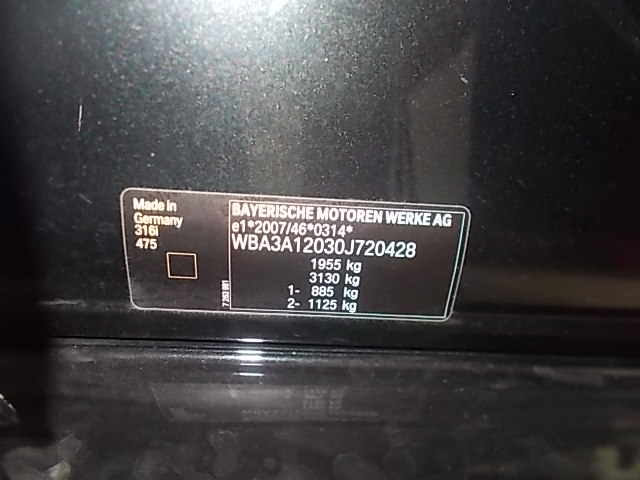 Made in
Germany
316i
475
BAYERISCHE MOTOREN WERKE AG
e1*2007/46*0314*
WBA3A12030J720428
1955 kg
3130 kg
1- 885 kg
2- 1125 kg